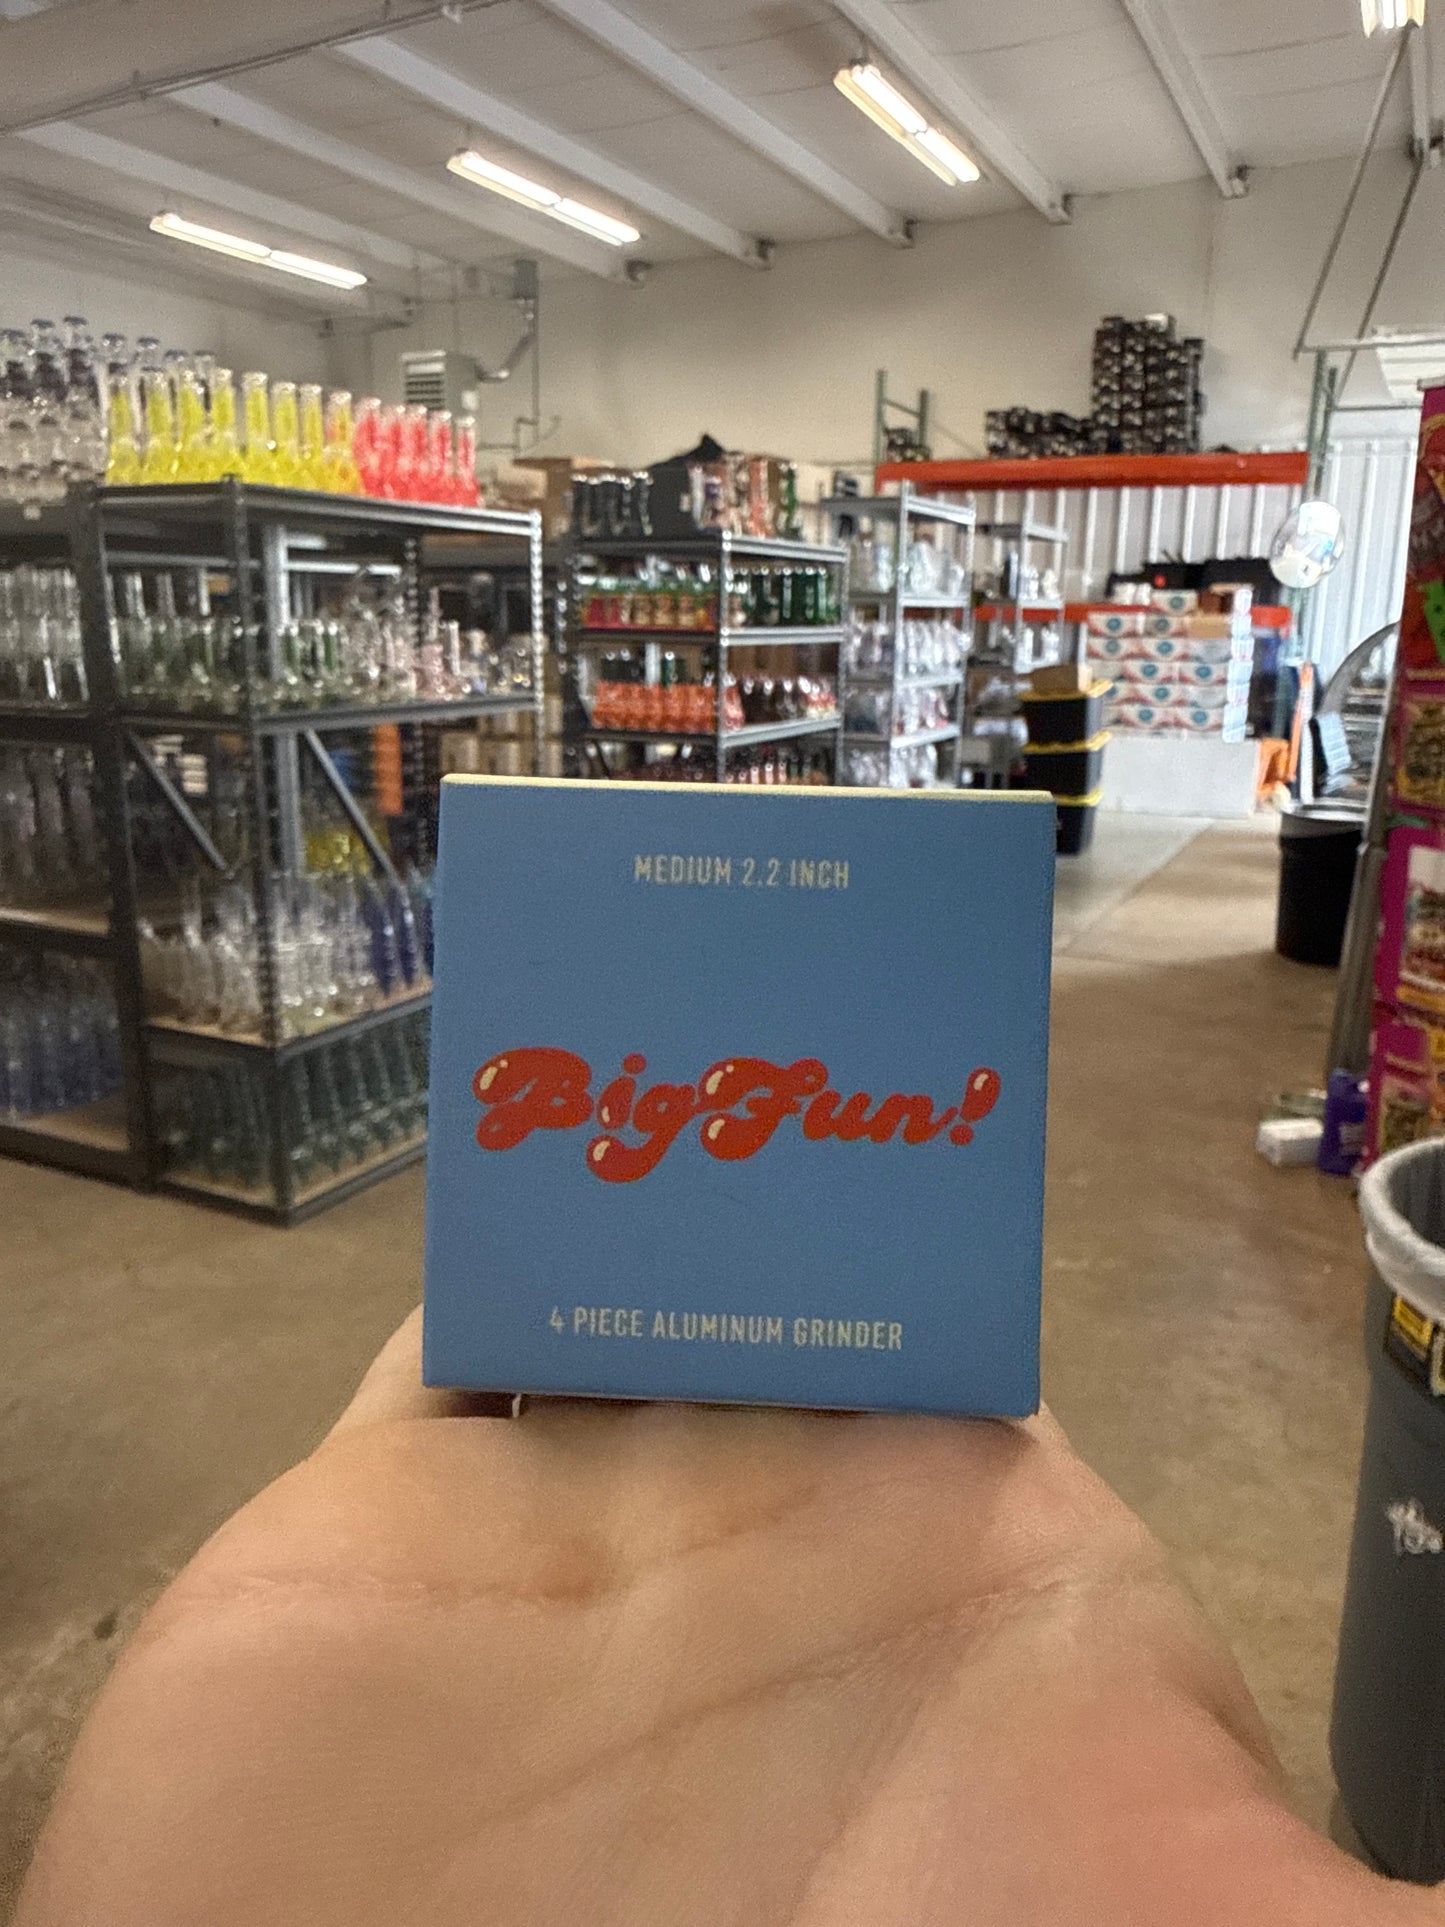 MEDIUM 2.2 INCH
BigFun!
4 PIECE ALUMINUM GRINDER